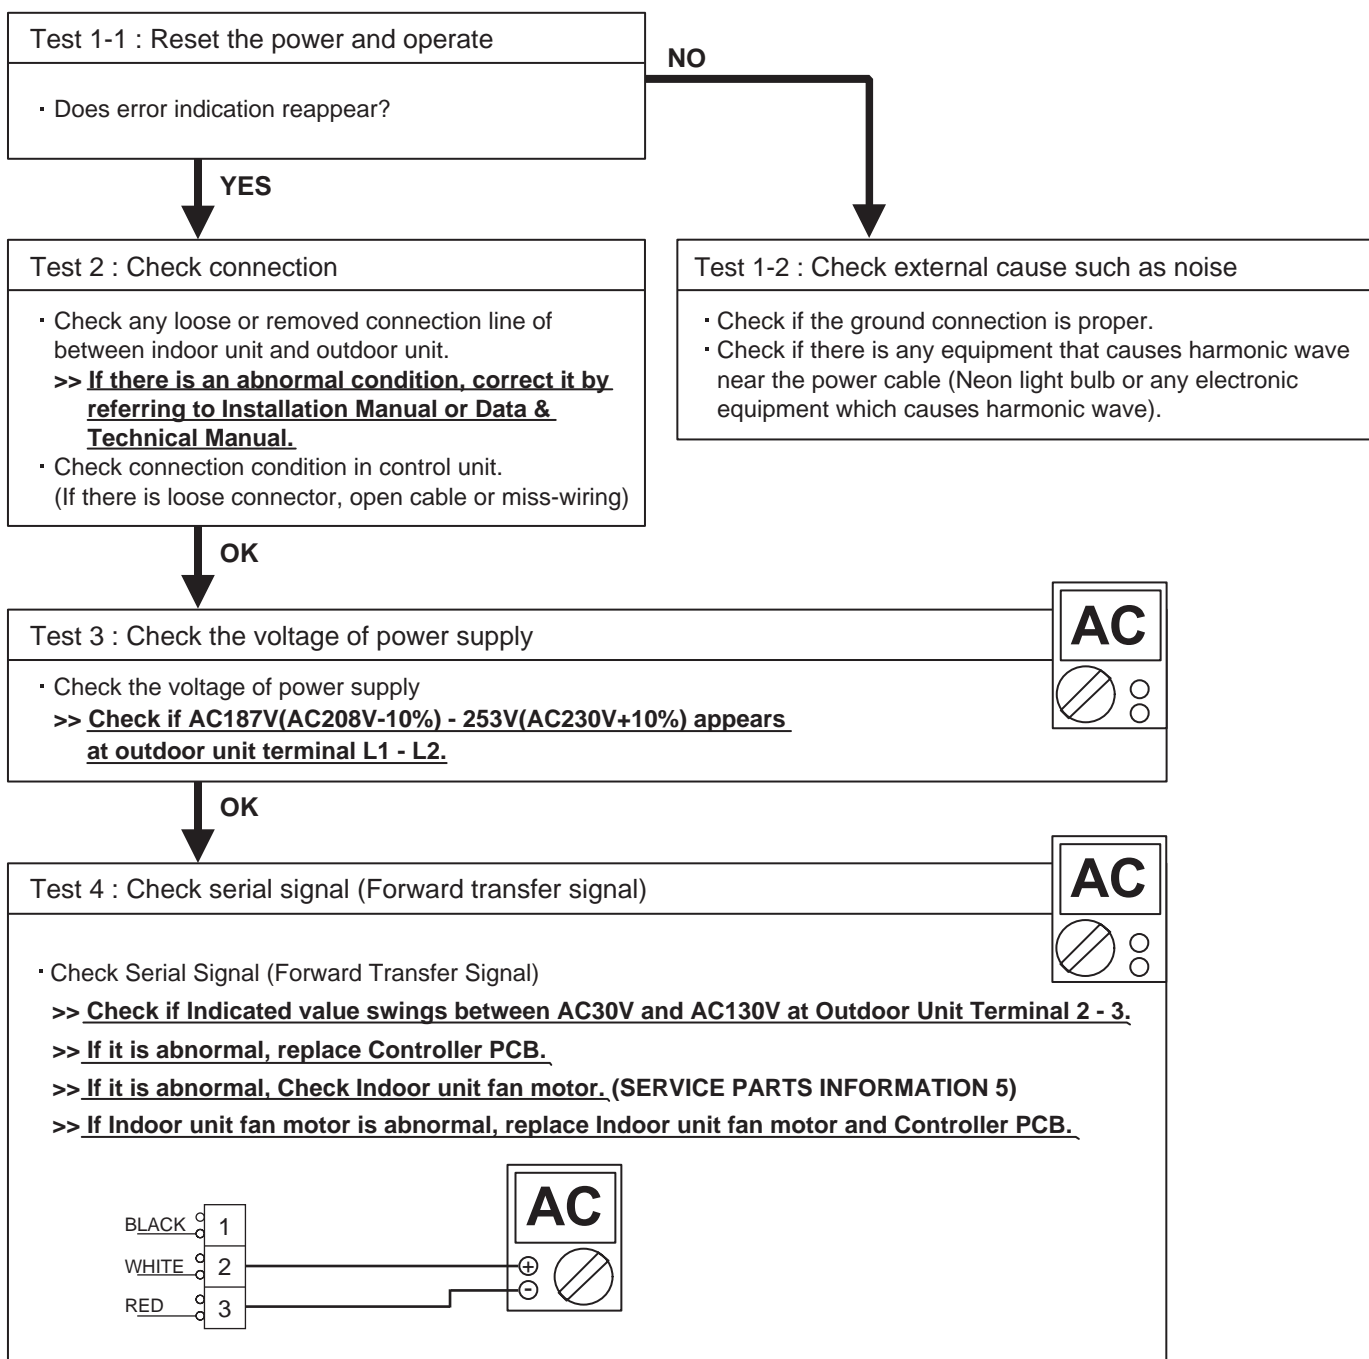 Test 1-1 : Reset the power and operate
・Does error indication reappear?
NO
YES
Test 2 : Check connection
・Check any loose or removed connection line of
between indoor unit and outdoor unit.
>> If there is an abnormal condition, correct it by
referring to Installation Manual or Data &
Technical Manual.
・Check connection condition in control unit.
(If there is loose connector, open cable or miss-wiring)
Test 1-2 : Check external cause such as noise
・Check if the ground connection is proper.
・Check if there is any equipment that causes harmonic wave
near the power cable (Neon light bulb or any electronic
equipment which causes harmonic wave).
OK
Test 3 : Check the voltage of power supply
AC
・Check the voltage of power supply
>> Check if AC187V(AC208V-10%) - 253V(AC230V+10%) appears
at outdoor unit terminal L1 - L2.
OK
Test 4 : Check serial signal (Forward transfer signal)
AC
・Check Serial Signal (Forward Transfer Signal)
>> Check if Indicated value swings between AC30V and AC130V at Outdoor Unit Terminal 2 - 3.
>> If it is abnormal, replace Controller PCB.
>> If it is abnormal, Check Indoor unit fan motor. (SERVICE PARTS INFORMATION 5)
>> If Indoor unit fan motor is abnormal, replace Indoor unit fan motor and Controller PCB.
AC
BLACK 1
WHITE 2
+
-
RED 3